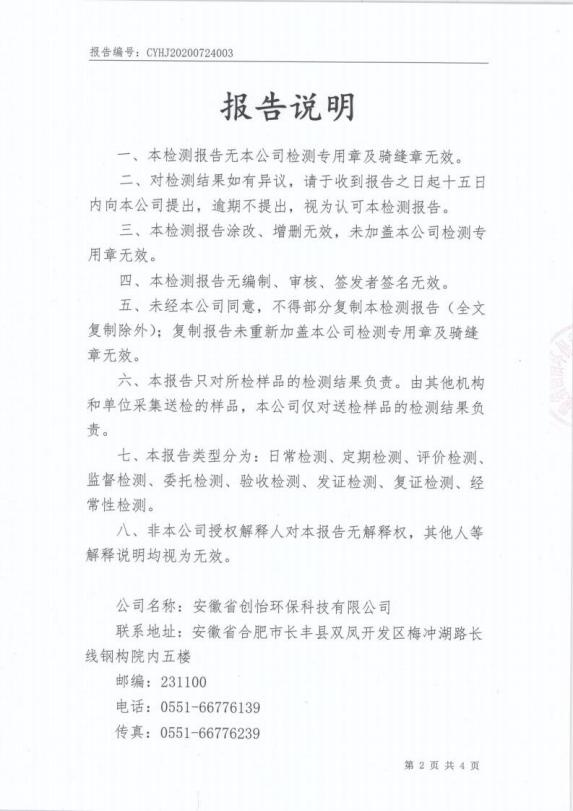 报告编号：CYHJ20200724003
报告说明
一、本检测报告无本公司检测专用章及骑缝章无效。
二、对检测结果如有异议，请于收到报告之日起十五日
内向本公司提出，逾期不提出，视为认可本检测报告。
三、本检测报告涂改、增删无效，未加盖本公司检测专
用章无效。
四、本检测报告无编制、审核、签发者签名无效。
五、未经本公司同意，不得部分复制本检测报告（全文
复制除外）；复制报告未重新加盖本公司检测专用章及骑缝
章无效。
六、本报告只对所检样品的检测结果负责。由其他机构
和单位采集送检的样品，本公司仅对送检样品的检测结果负
责。
七、本报告类型分为：日常检测、定期检测、评价检测、
监督检测、委托检测、验收检测、发证检测、复证检测、经
常性检测。
八、非本公司授权解释人对本报告无解释权，其他人等
解释说明均视为无效。
公司名称：安徽省创怡环保科技有限公司
联系地址：安徽省合肥市长丰县双凤开发区梅冲湖路长
线钢构院内五楼
邮编：231100
电话：0551-66776139
传真：0551-66776239
第 2 页 共 4 页